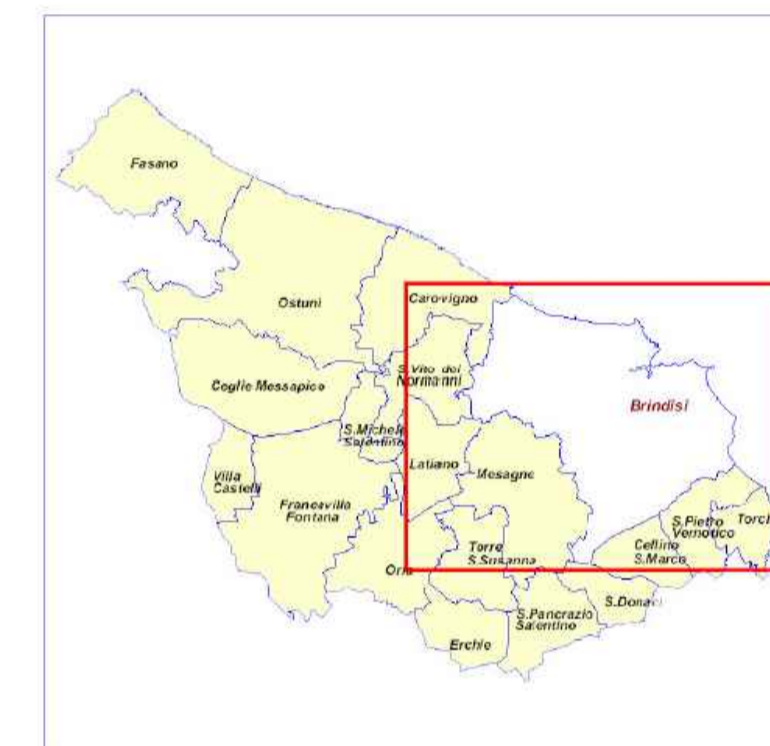 Fasano
Ostuni
Carovigno
S.Vito dei
Normanni
Ceglie Messapico
Brindisi
S.Michele
Salentino
Latiano
Mesagne
Villa
Castelli
Francavilla
Fontana
S.Pietro
Vernotico
Torch
Cellino
S.Marco
Torre
S.Susanna
Oria
S.Donaci
S.Pancrazio
Salentino
Erchie